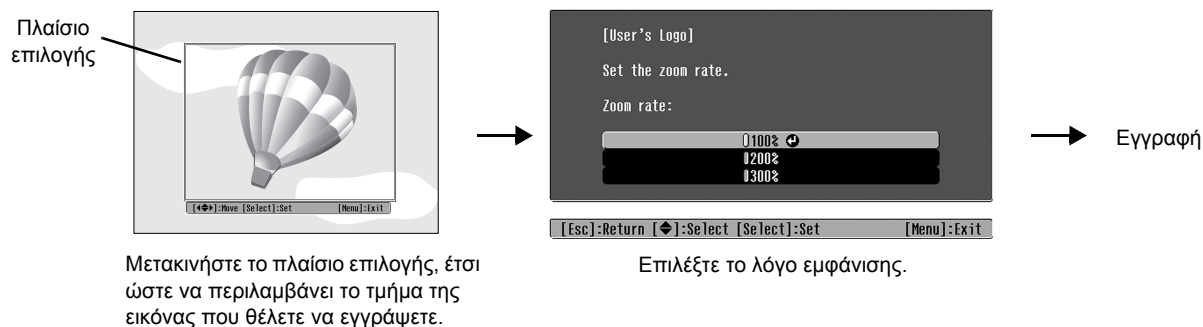 Πλαίσιο
επιλογής
[User's Logo]
Set the zoom rate.
Zoom rate:
100%
200%
300%
Εγγραφή
[]:Move [Select]:Set [Menu]:Exit
[Esc]:Return []:Select [Select]:Set [Menu]:Exit
Μετακινήστε το πλαίσιο επιλογής, έτσι
ώστε να περιλαμβάνει το τμήμα της
εικόνας που θέλετε να εγγράψετε.
Επιλέξτε το λόγο εμφάνισης.